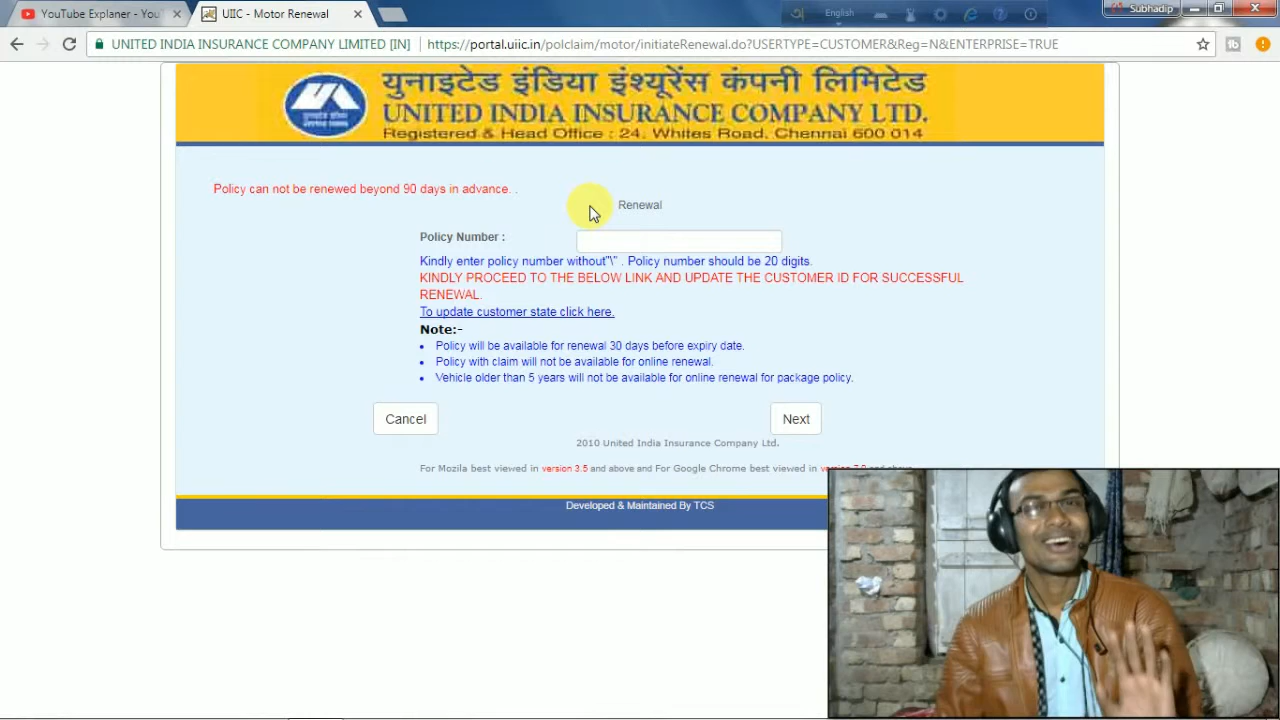 YouTube Explaner - You
UIIC - Motor Renewal
English
Subhadip
UNITED INDIA INSURANCE COMPANY LIMITED [IN]
https://portal.uiic.in/polclaim/motor/initiateRenewal.do?USERTYPE=CUSTOMER&Reg=N&ENTERPRISE=TRUE
युनाइटेड इंडिया इंश्यूरेंस कंपनी लिमिटेड
UNITED INDIA INSURANCE COMPANY LTD.
Registered & Head Office : 24, Whites Road, Chennai 600 014
Policy can not be renewed beyond 90 days in advance. .
Renewal
Policy Number :
Kindly enter policy number without"\" . Policy number should be 20 digits.
KINDLY PROCEED TO THE BELOW LINK AND UPDATE THE CUSTOMER ID FOR SUCCESSFUL
RENEWAL.
To update customer state click here.
Note:-
Policy will be available for renewal 30 days before expiry date.
Policy with claim will not be available for online renewal.
Vehicle older than 5 years will not be available for online renewal for package policy.
Cancel
Next
2010 United India Insurance Company Ltd.
For Mozila best viewed in version 3.5 and above and For Google Chrome best viewed in
Developed & Maintained By TCS